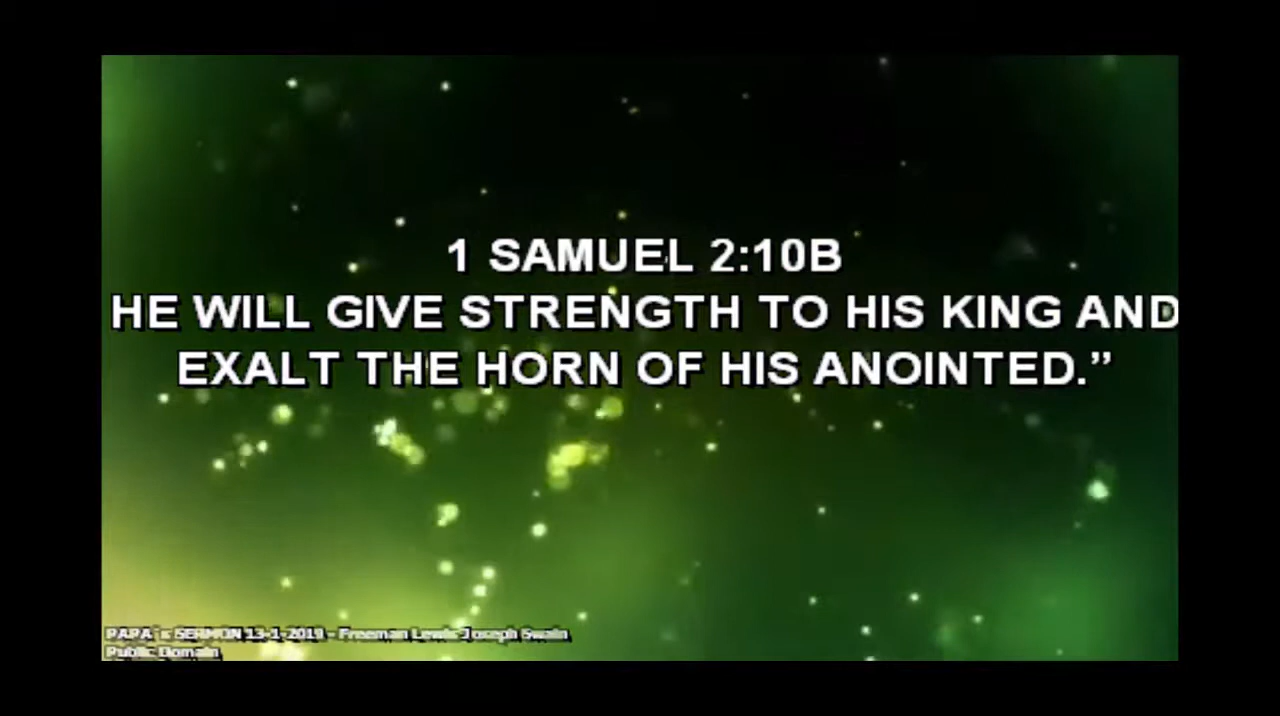 1 SAMUEL 2:10B
HE WILL GIVE STRENGTH TO HIS KING AND
EXALT THE HORN OF HIS ANOINTED.”
PAPA`s SERMON 13-1-2019 - Freeman Lewis Joseph Swain
Public Domain